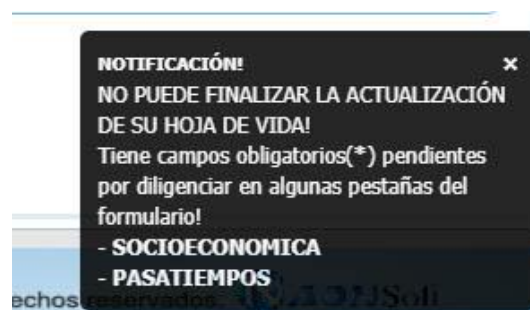 NOTIFICACIÓN! ×
NO PUEDE FINALIZAR LA ACTUALIZACIÓN
DE SU HOJA DE VIDA!
Tiene campos obligatorios(*) pendientes
por diligenciar en algunas pestañas del
formulario!
- SOCIOECONOMICA
- PASATIEMPOS
echos reservados.